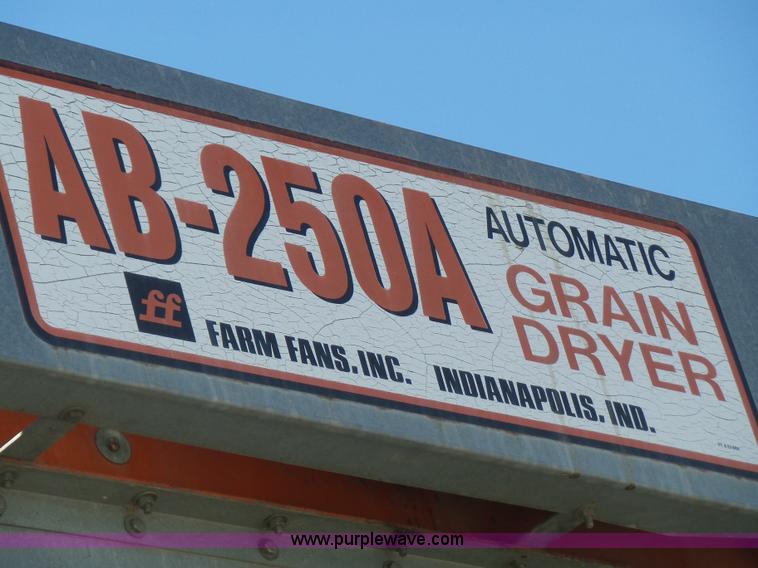 AB-250A
AUTOMATIC
GRAIN
DRYER
ff
FARM FANS, INC. INDIANAPOLIS, IND.
www.purplewave.com